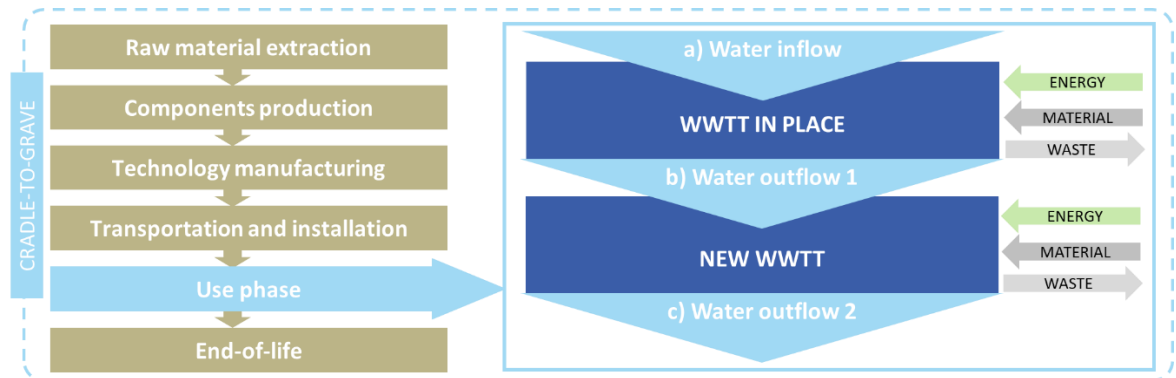 CRADLE-TO-GRAVE
Raw material extraction
Components production
Technology manufacturing
Transportation and installation
Use phase
End-of-life
a) Water inflow
WWTT IN PLACE
ENERGY
MATERIAL
WASTE
b) Water outflow 1
NEW WWTT
ENERGY
MATERIAL
WASTE
c) Water outflow 2